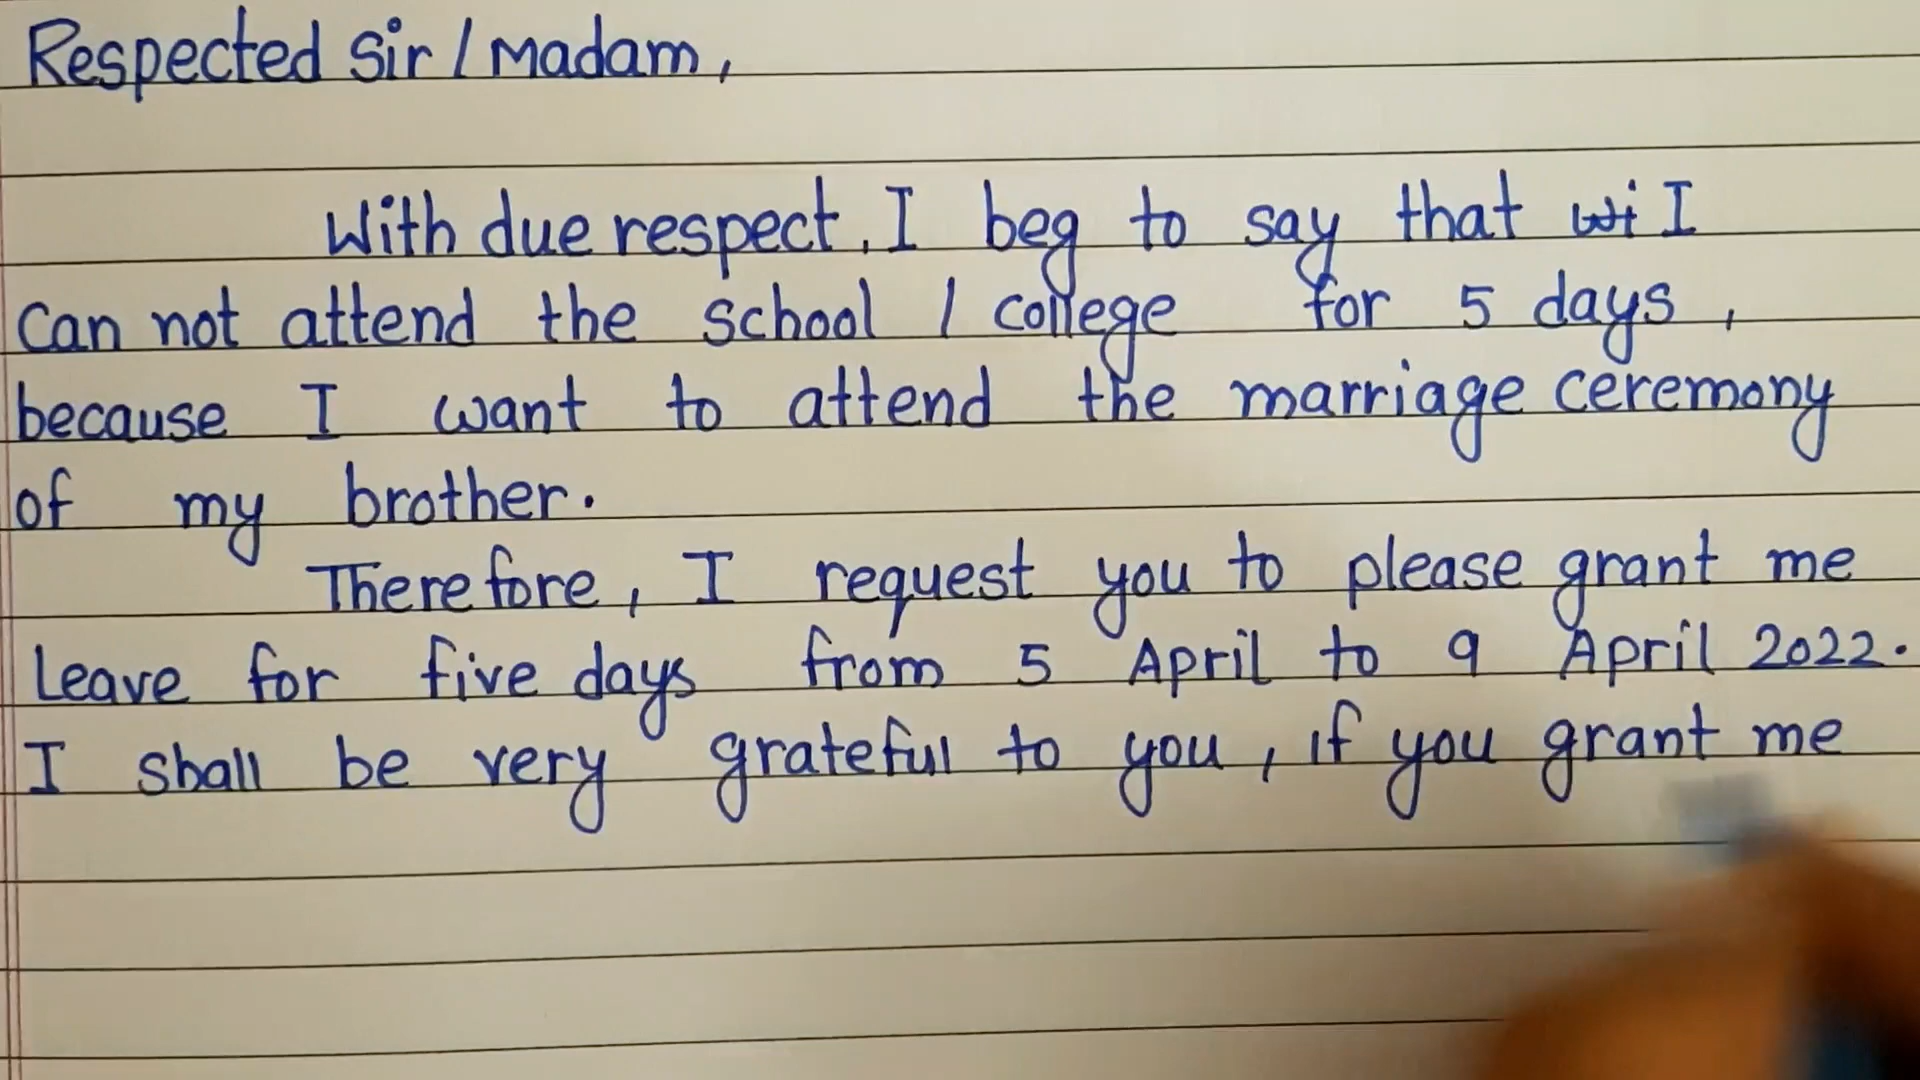 Respected Sir / Madam,
With due respect, I beg to say that wi I
can not attend the school / college for 5 days,
because I want to attend the marriage ceremony
of my brother.
Therefore, I request you to please grant me
leave for five days from 5 April to 9 April 2022.
I shall be very grateful to you, if you grant me